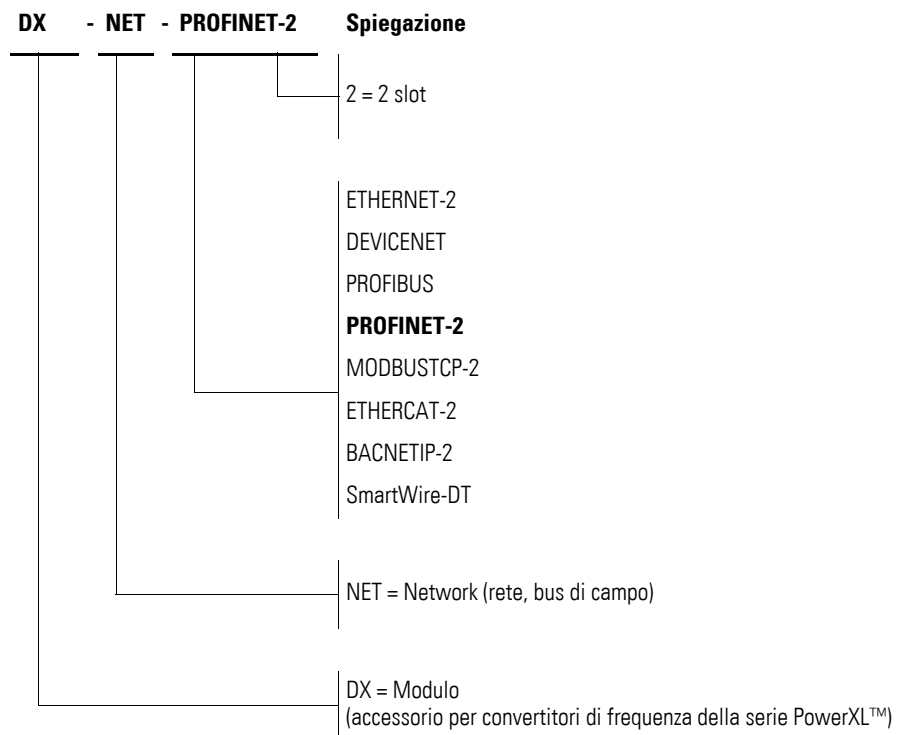 DX - NET - PROFINET-2 Spiegazione
2 = 2 slot
ETHERNET-2
DEVICENET
PROFIBUS
PROFINET-2
MODBUSTCP-2
ETHERCAT-2
BACNETIP-2
SmartWire-DT
NET = Network (rete, bus di campo)
DX = Modulo
(accessorio per convertitori di frequenza della serie PowerXL™)